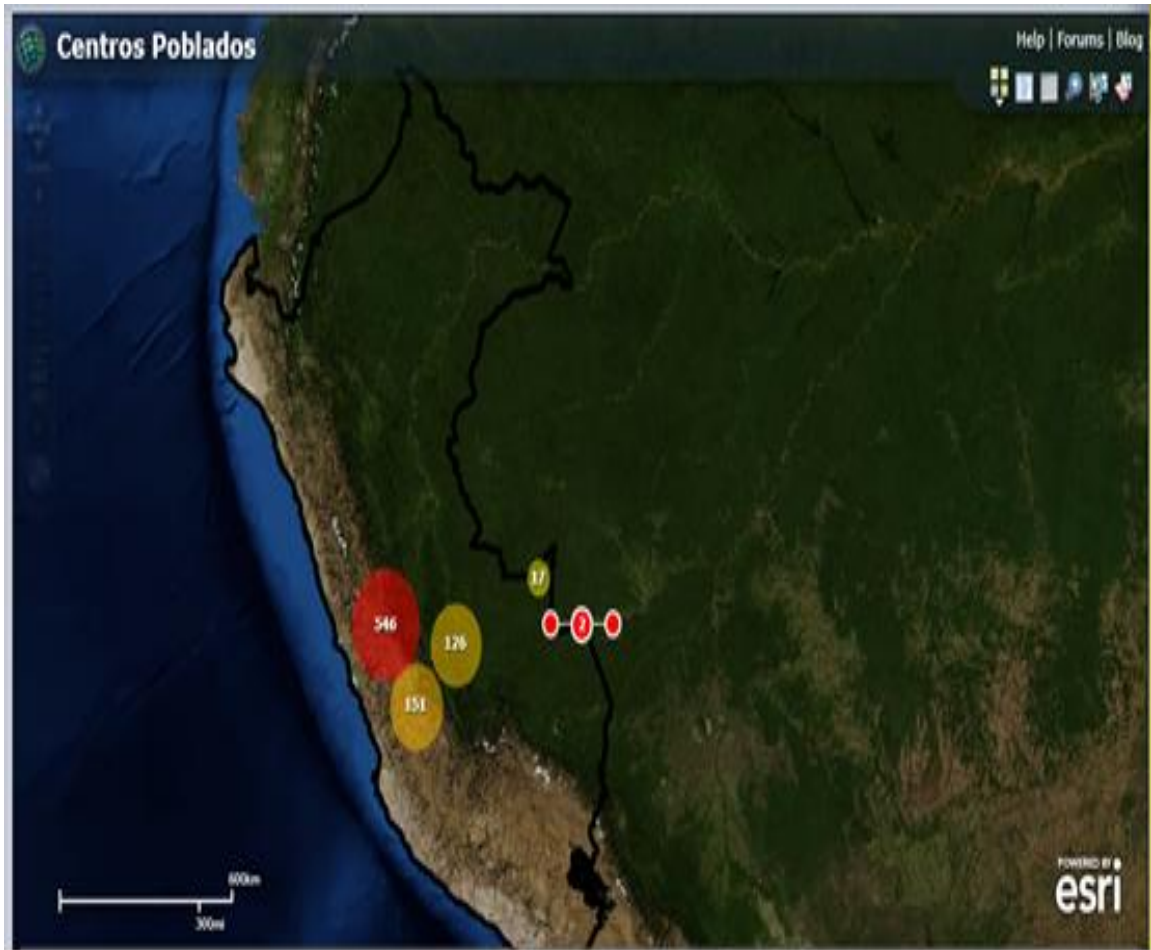 Centros Poblados
Help | Forums | Blog
17
546
2
126
151
600km
300mi
POWERED BY
esri